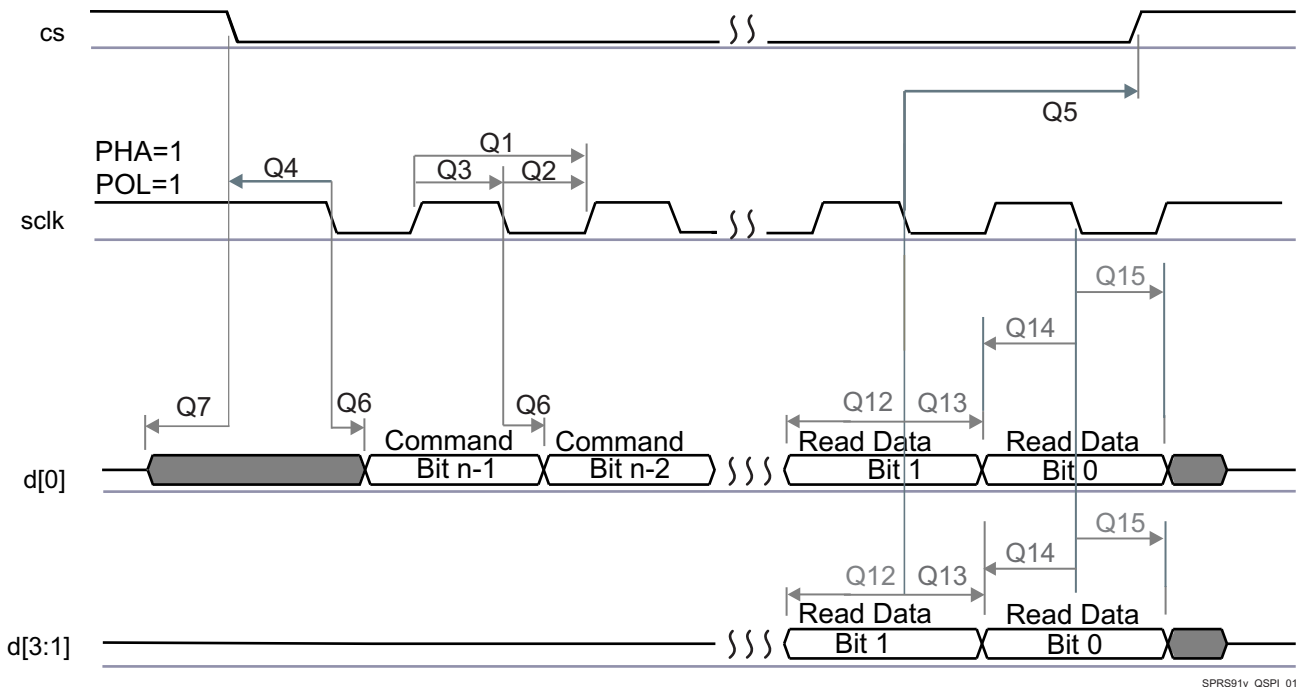 cs
Q5
PHA=1
POL=1
Q4
Q1
Q3
Q2
sclk
Q15
Q14
Q7
Q6
Q6
Q12
Q13
Command
Command
Read Data
Read Data
d[0]
Bit n-1
Bit n-2
Bit 1
Bit 0
Q15
Q14
Q12
Q13
Read Data
Read Data
d[3:1]
Bit 1
Bit 0
SPRS91v_QSPI_01